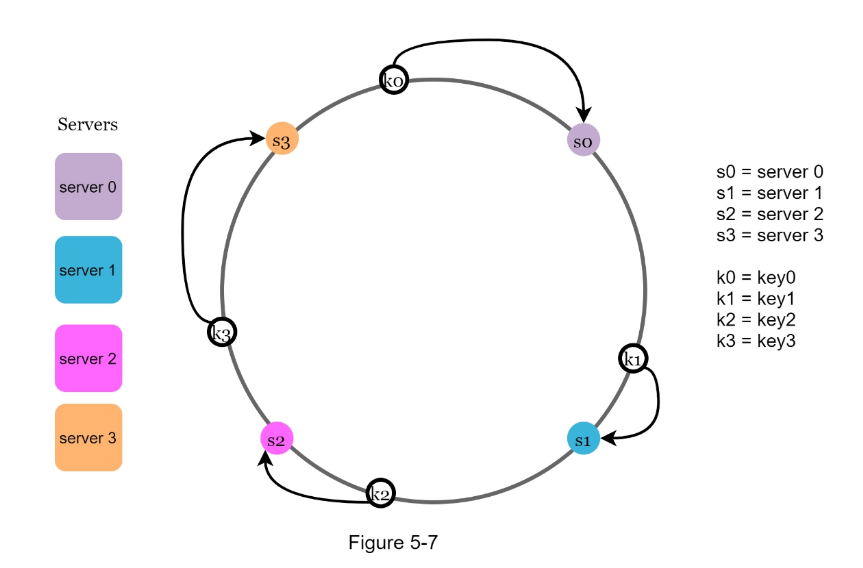 Servers
server 0
server 1
server 2
server 3
k0
s0
s3
k3
k1
s2
s1
k2
s0 = server 0
s1 = server 1
s2 = server 2
s3 = server 3
k0 = key0
k1 = key1
k2 = key2
k3 = key3
Figure 5-7